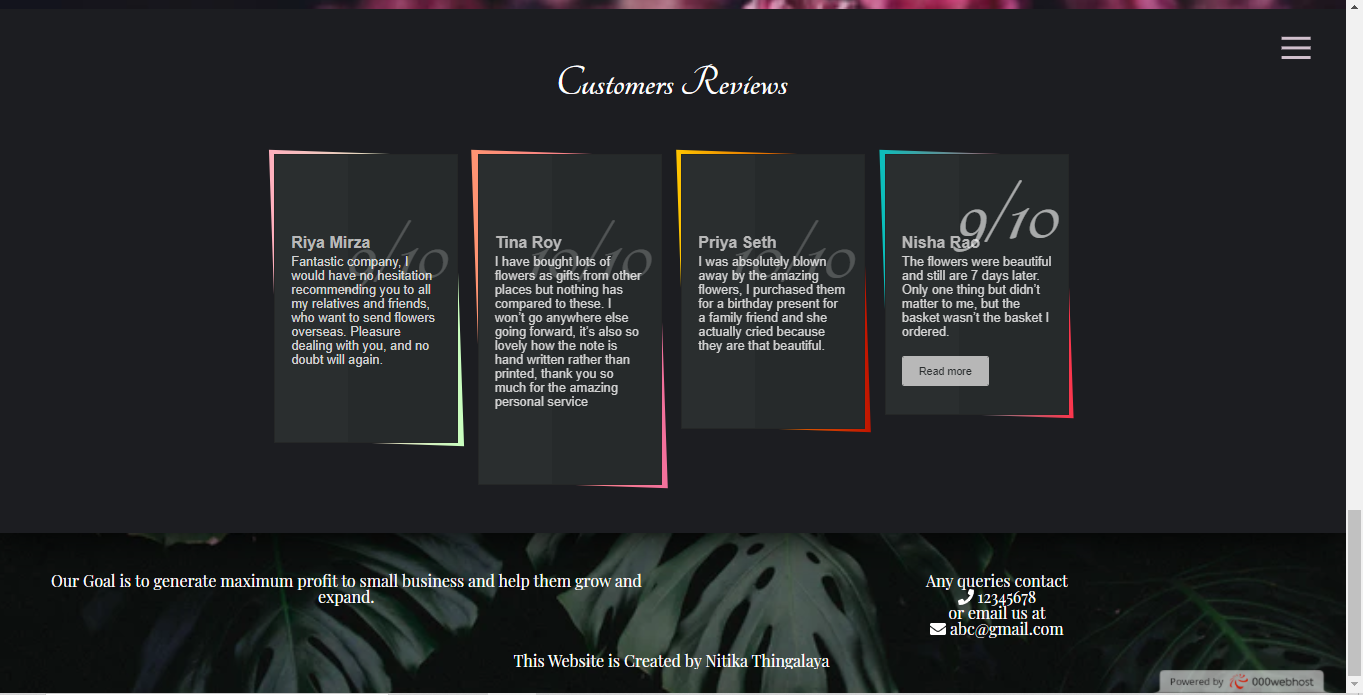 Customers Reviews
9/10
Riya Mirza
Fantastic company, I
would have no hesitation
recommending you to all
my relatives and friends,
who want to send flowers
overseas. Pleasure
dealing with you, and no
doubt will again.
9/10
Tina Roy
I have bought lots of
flowers as gifts from other
places but nothing has
compared to these. I
won't go anywhere else
going forward, it's also so
lovely how the note is
hand written rather than
printed, thank you so
much for the amazing
personal service
9/10
Priya Seth
I was absolutely blown
away by the amazing
flowers, I purchased them
for a birthday present for
a family friend and she
actually cried because
they are that beautiful.
9/10
Nisha Rao
The flowers were beautiful
and still are 7 days later.
Only one thing but didn't
matter to me, but the
basket wasn't the basket I
ordered.
Read more
Our Goal is to generate maximum profit to small business and help them grow and
expand.
Any queries contact
12345678
or email us at
abc@gmail.com
This Website is Created by Nitika Thingalaya
Powered by 000webhost